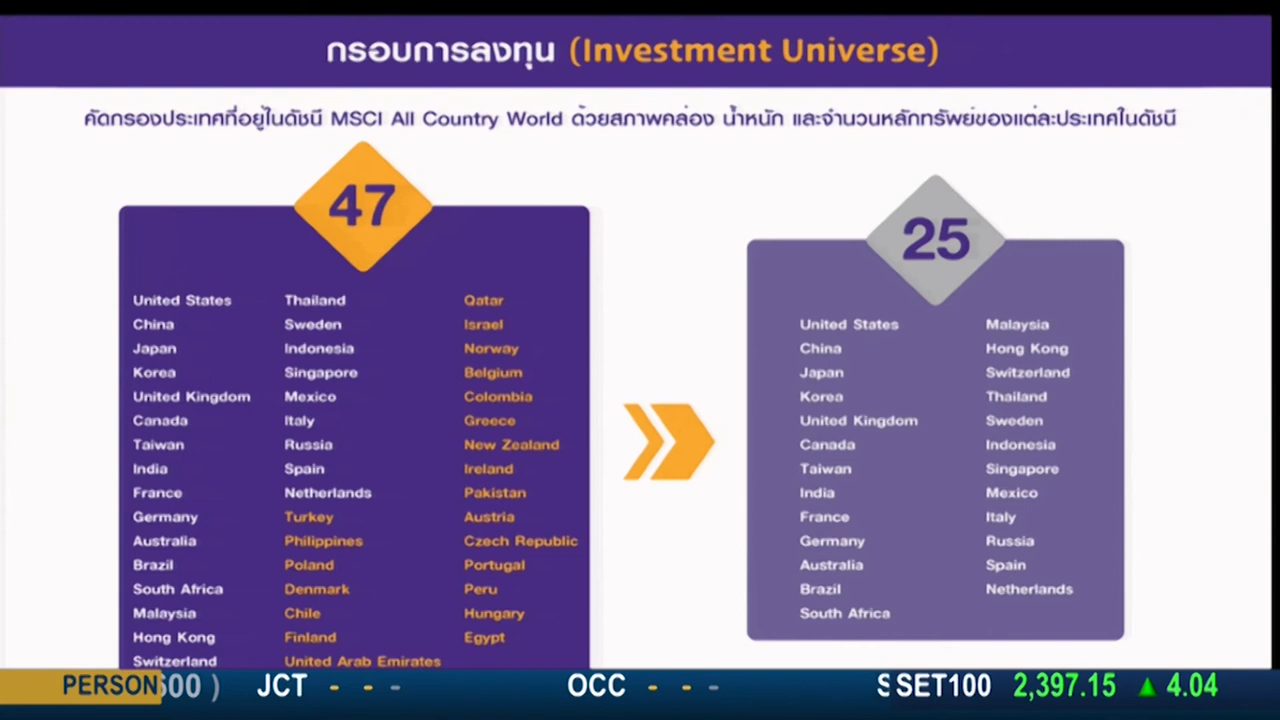 กรอบการลงทุน (Investment Universe)
คัดกรองประเทศที่อยู่ในดัชนี MSCI All Country World ด้วยสภาพคล่อง น้ำหนัก และจำนวนหลักทรัพย์ของแต่ละประเทศในดัชนี
47
United States
China
Japan
Korea
United Kingdom
Canada
Taiwan
India
France
Germany
Australia
Brazil
South Africa
Malaysia
Hong Kong
Switzerland
Thailand
Sweden
Indonesia
Singapore
Mexico
Italy
Russia
Spain
Netherlands
Turkey
Philippines
Poland
Denmark
Chile
Finland
United Arab Emirates
Qatar
Israel
Norway
Belgium
Colombia
Greece
New Zealand
Ireland
Pakistan
Austria
Czech Republic
Portugal
Peru
Hungary
Egypt
25
United States
China
Japan
Korea
United Kingdom
Canada
Taiwan
India
France
Germany
Australia
Brazil
South Africa
Malaysia
Hong Kong
Switzerland
Thailand
Sweden
Indonesia
Singapore
Mexico
Italy
Russia
Spain
Netherlands
PERSON 600 ) JCT - - - OCC - - - S SET100 2,397.15 ▲ 4.04